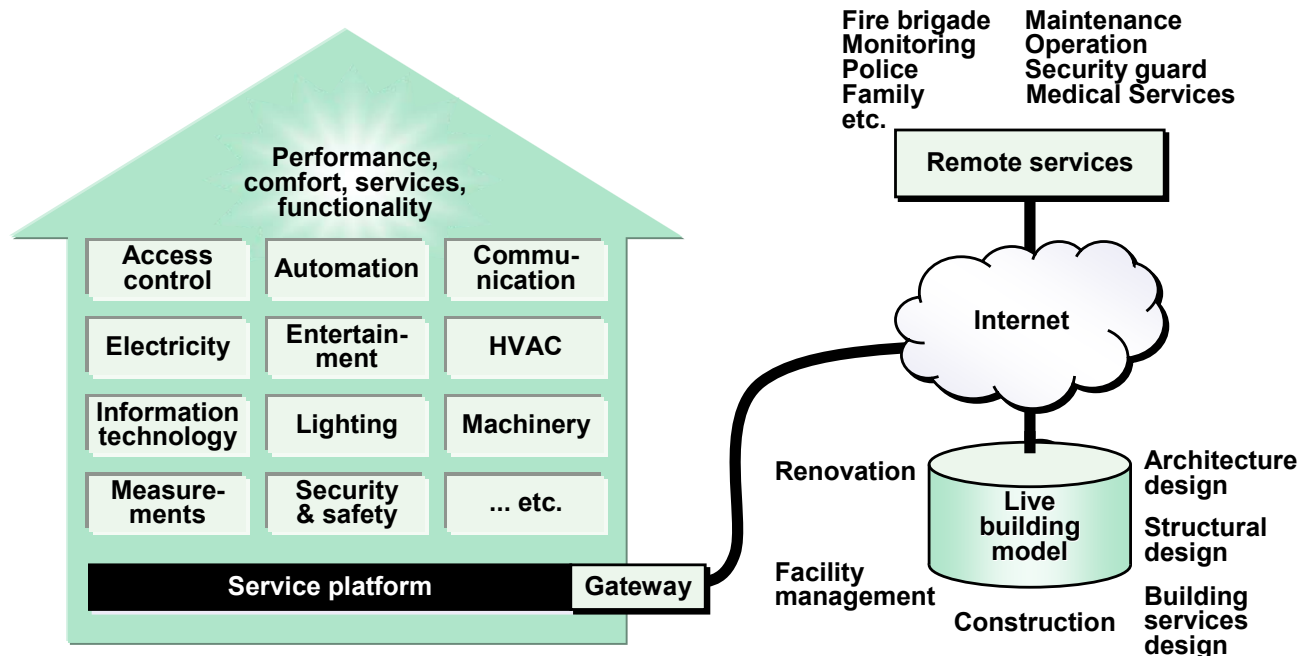 Fire brigade
Monitoring
Police
Family
etc.
Maintenance
Operation
Security guard
Medical Services
Remote services
Performance,
comfort, services,
functionality
Access
control
Automation
Commu-
nication
Electricity
Entertain-
ment
HVAC
Information
technology
Lighting
Machinery
Measure-
ments
Security
& safety
... etc.
Service platform
Gateway
Internet
Live
building
model
Renovation
Facility
management
Construction
Architecture
design
Structural
design
Building
services
design